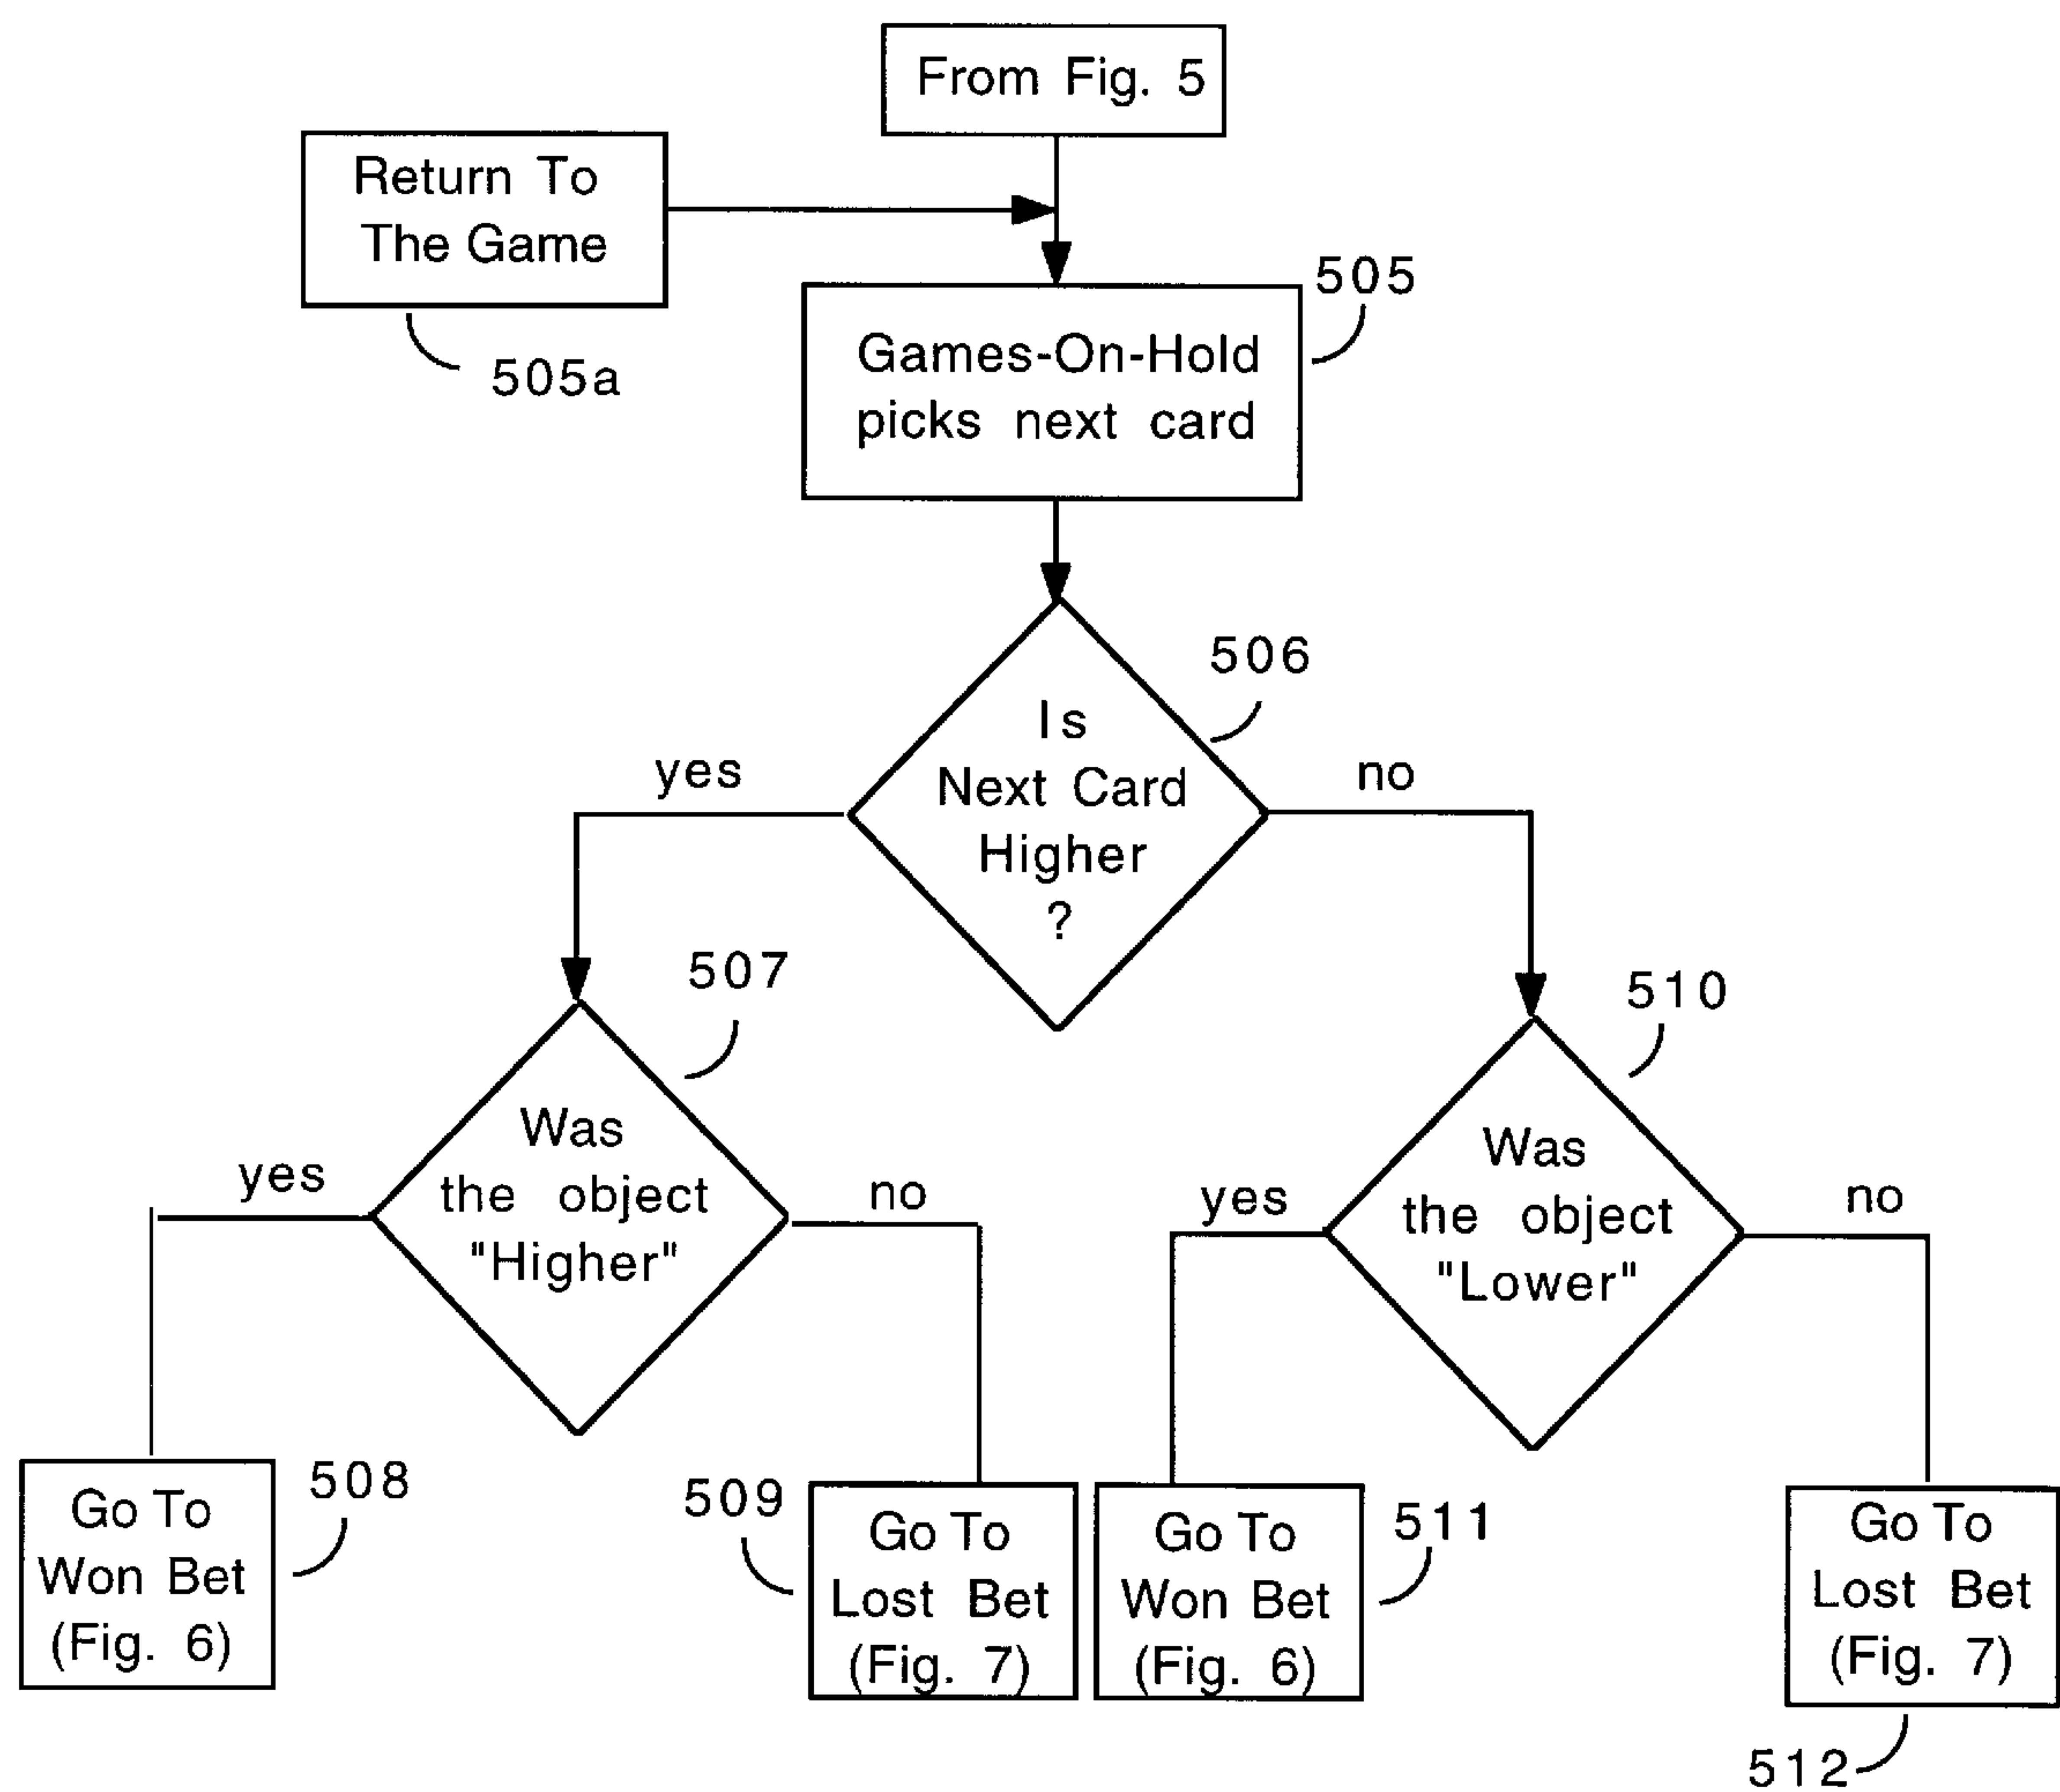 From Fig. 5
Return To
The Game
505
505a
Games-On-Hold
picks next card
506
Is
Next Card
Higher
?
yes
no
507
510
Was
the object
"Higher"
yes
no
Was
the object
"Lower"
yes
no
508
Go To
Won Bet
(Fig. 6)
509
Go To
Lost Bet
(Fig. 7)
511
Go To
Won Bet
(Fig. 6)
Go To
Lost Bet
(Fig. 7)
512